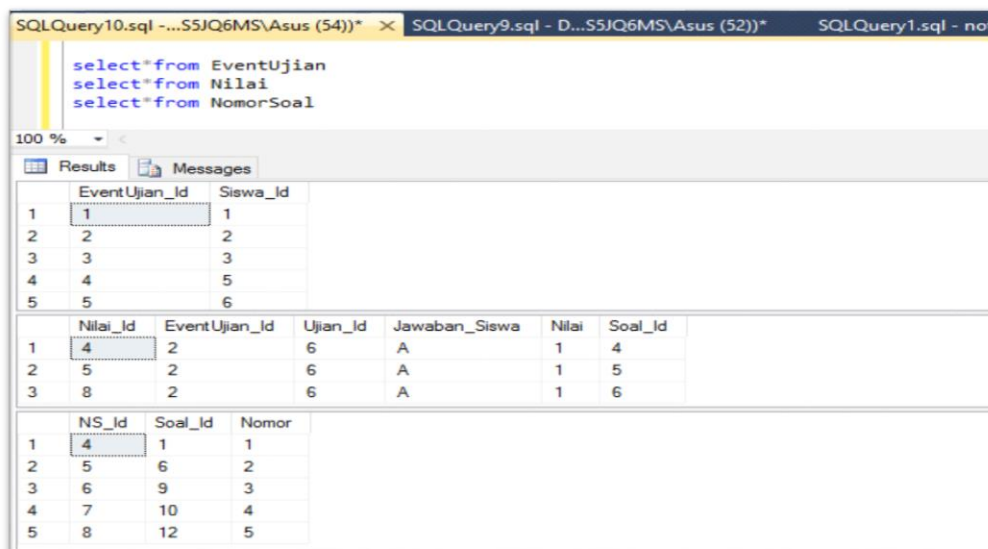 SQLQuery10.sql -...S5JQ6MS\Asus (54))* SQLQuery9.sql - D...S5JQ6MS\Asus (52))* SQLQuery1.sql - no
select*from EventUjian
select*from Nilai
select*from NomorSoal
100 %
Results Messages
EventUjian_Id Siswa_Id
1 1 1
2 2 2
3 3 3
4 4 5
5 5 6
Nilai_Id EventUjian_Id Ujian_Id Jawaban_Siswa Nilai Soal_Id
1 4 2 6 A 1 4
2 5 2 6 A 1 5
3 8 2 6 A 1 6
NS_Id Soal_Id Nomor
1 4 1 1
2 5 6 2
3 6 9 3
4 7 10 4
5 8 12 5